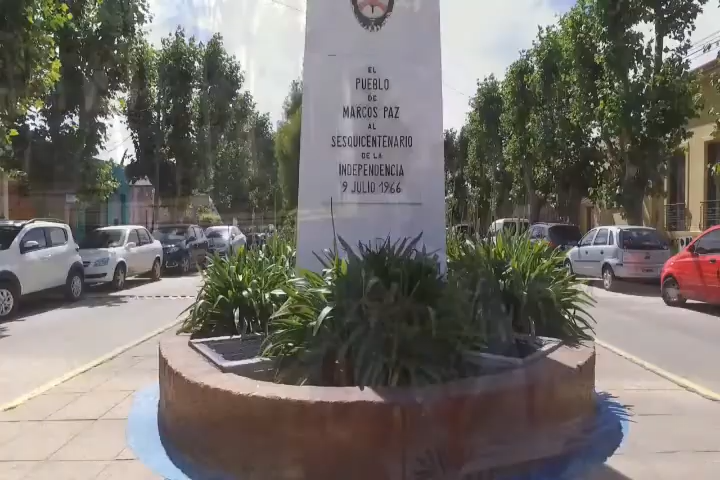 EL
PUEBLO
DE
MARCOS PAZ
AL
SESQUICENTENARIO
DE LA
INDEPENDENCIA
9 JULIO 1966